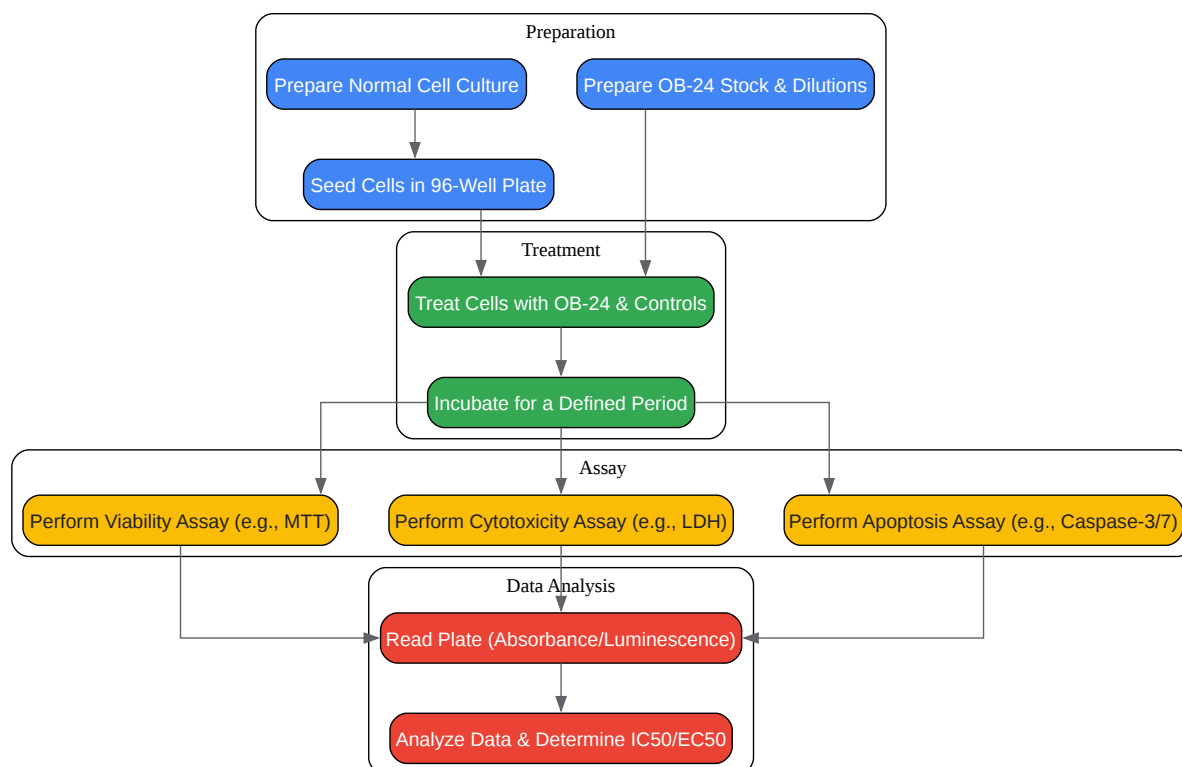 Preparation
Prepare Normal Cell Culture
Prepare OB-24 Stock & Dilutions
Seed Cells in 96-Well Plate
Treatment
Treat Cells with OB-24 & Controls
Incubate for a Defined Period
Assay
Perform Viability Assay (e.g., MTT)
Perform Cytotoxicity Assay (e.g., LDH)
Perform Apoptosis Assay (e.g., Caspase-3/7)
Data Analysis
Read Plate (Absorbance/Luminescence)
Analyze Data & Determine IC50/EC50